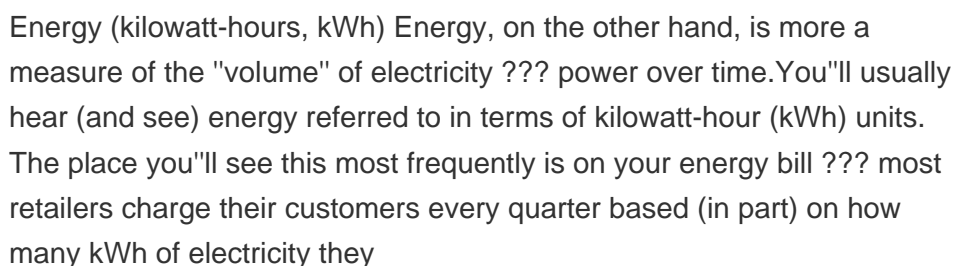 Energy (kilowatt-hours, kWh) Energy, on the other hand, is more a
measure of the "volume" of electricity ??? power over time.You"ll usually
hear (and see) energy referred to in terms of kilowatt-hour (kWh) units.
The place you"ll see this most frequently is on your energy bill ??? most
retailers charge their customers every quarter based (in part) on how
many kWh of electricity they